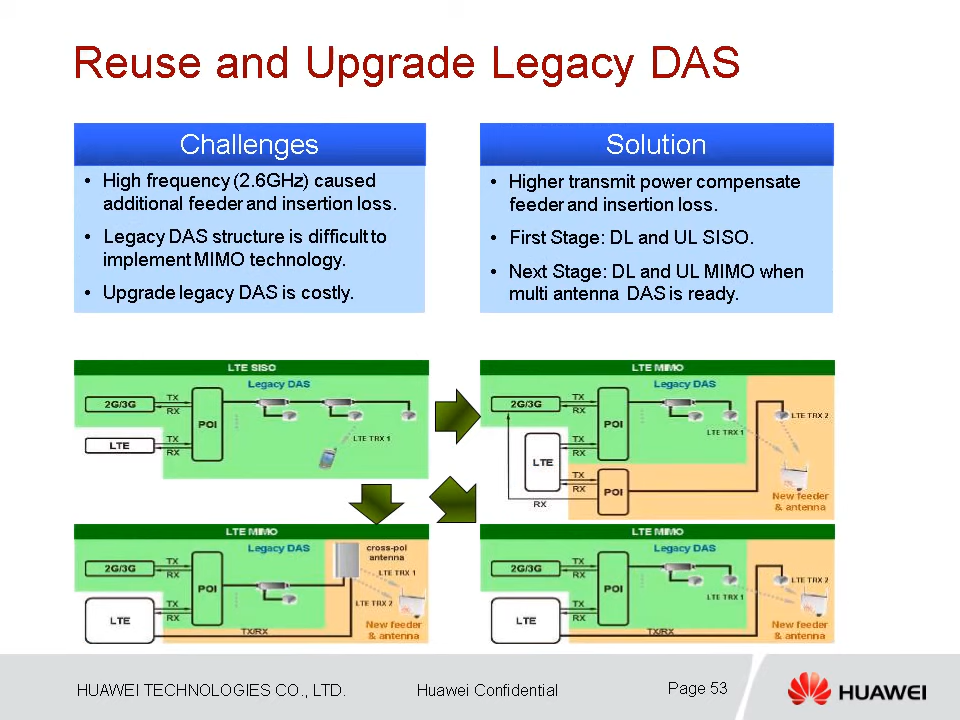 Reuse and Upgrade Legacy DAS
Challenges
• High frequency (2.6GHz) caused
additional feeder and insertion loss.
• Legacy DAS structure is difficult to
implement MIMO technology.
• Upgrade legacy DAS is costly.
Solution
• Higher transmit power compensate
feeder and insertion loss.
• First Stage: DL and UL SISO.
• Next Stage: DL and UL MIMO when
multi antenna DAS is ready.
LTE SISO
Legacy DAS
2G/3G
TX
RX
POI
LTE
TX
RX
LTE TRX 1
LTE MIMO
Legacy DAS
2G/3G
TX
RX
POI
LTE TRX 1
LTE TRX 2
LTE
TX
RX
TX
RX
POI
RX
New feeder
& antenna
LTE MIMO
Legacy DAS
cross-pol
antenna
2G/3G
TX
RX
POI
LTE TRX 1
LTE
TX
RX
LTE TRX 2
TX/RX
New feeder
& antenna
LTE MIMO
Legacy DAS
2G/3G
TX
RX
POI
LTE TRX 1
LTE TRX 2
LTE
TX
RX
TX/RX
New feeder
& antenna
HUAWEI TECHNOLOGIES CO., LTD.
Huawei Confidential
Page 53
HUAWEI